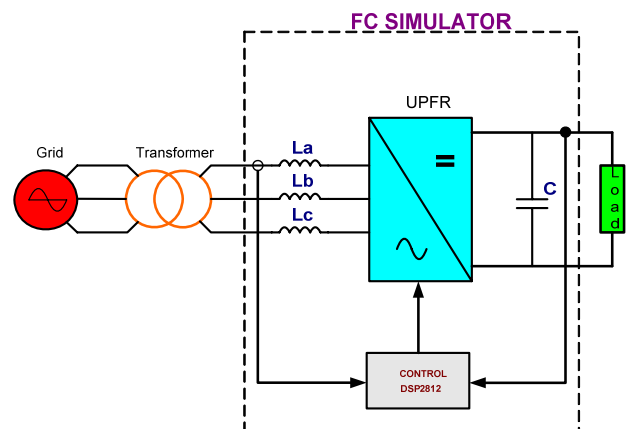 FC SIMULATOR
UPFR
Grid
Transformer
La
Lb
Lc
C
Load
CONTROL
DSP2812